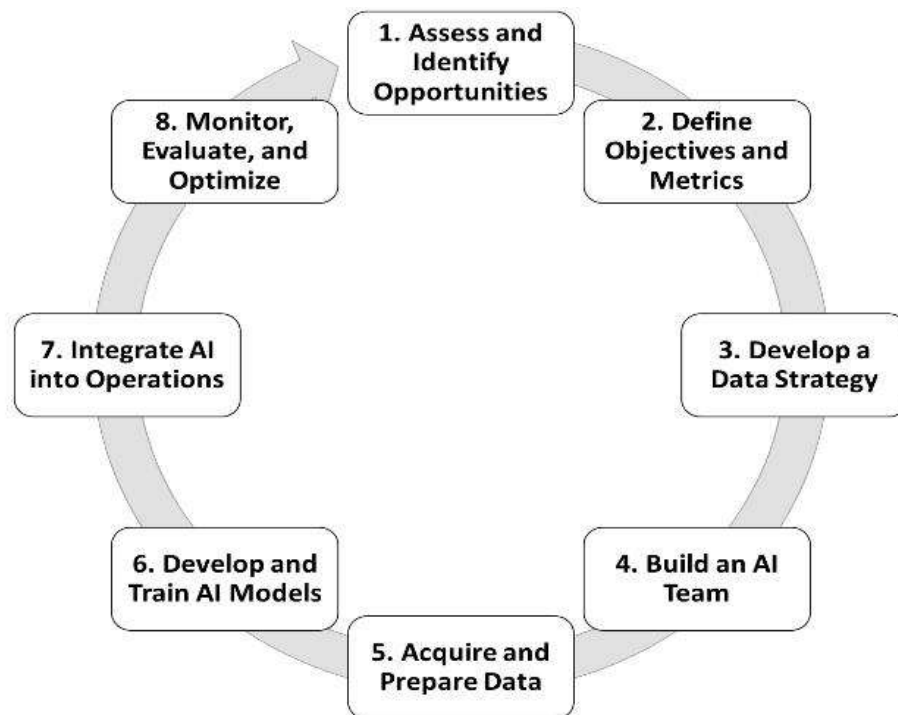 1. Assess and
Identify
Opportunities
2. Define
Objectives and
Metrics
3. Develop a
Data Strategy
4. Build an AI
Team
5. Acquire and
Prepare Data
6. Develop and
Train AI Models
7. Integrate AI
into Operations
8. Monitor,
Evaluate, and
Optimize